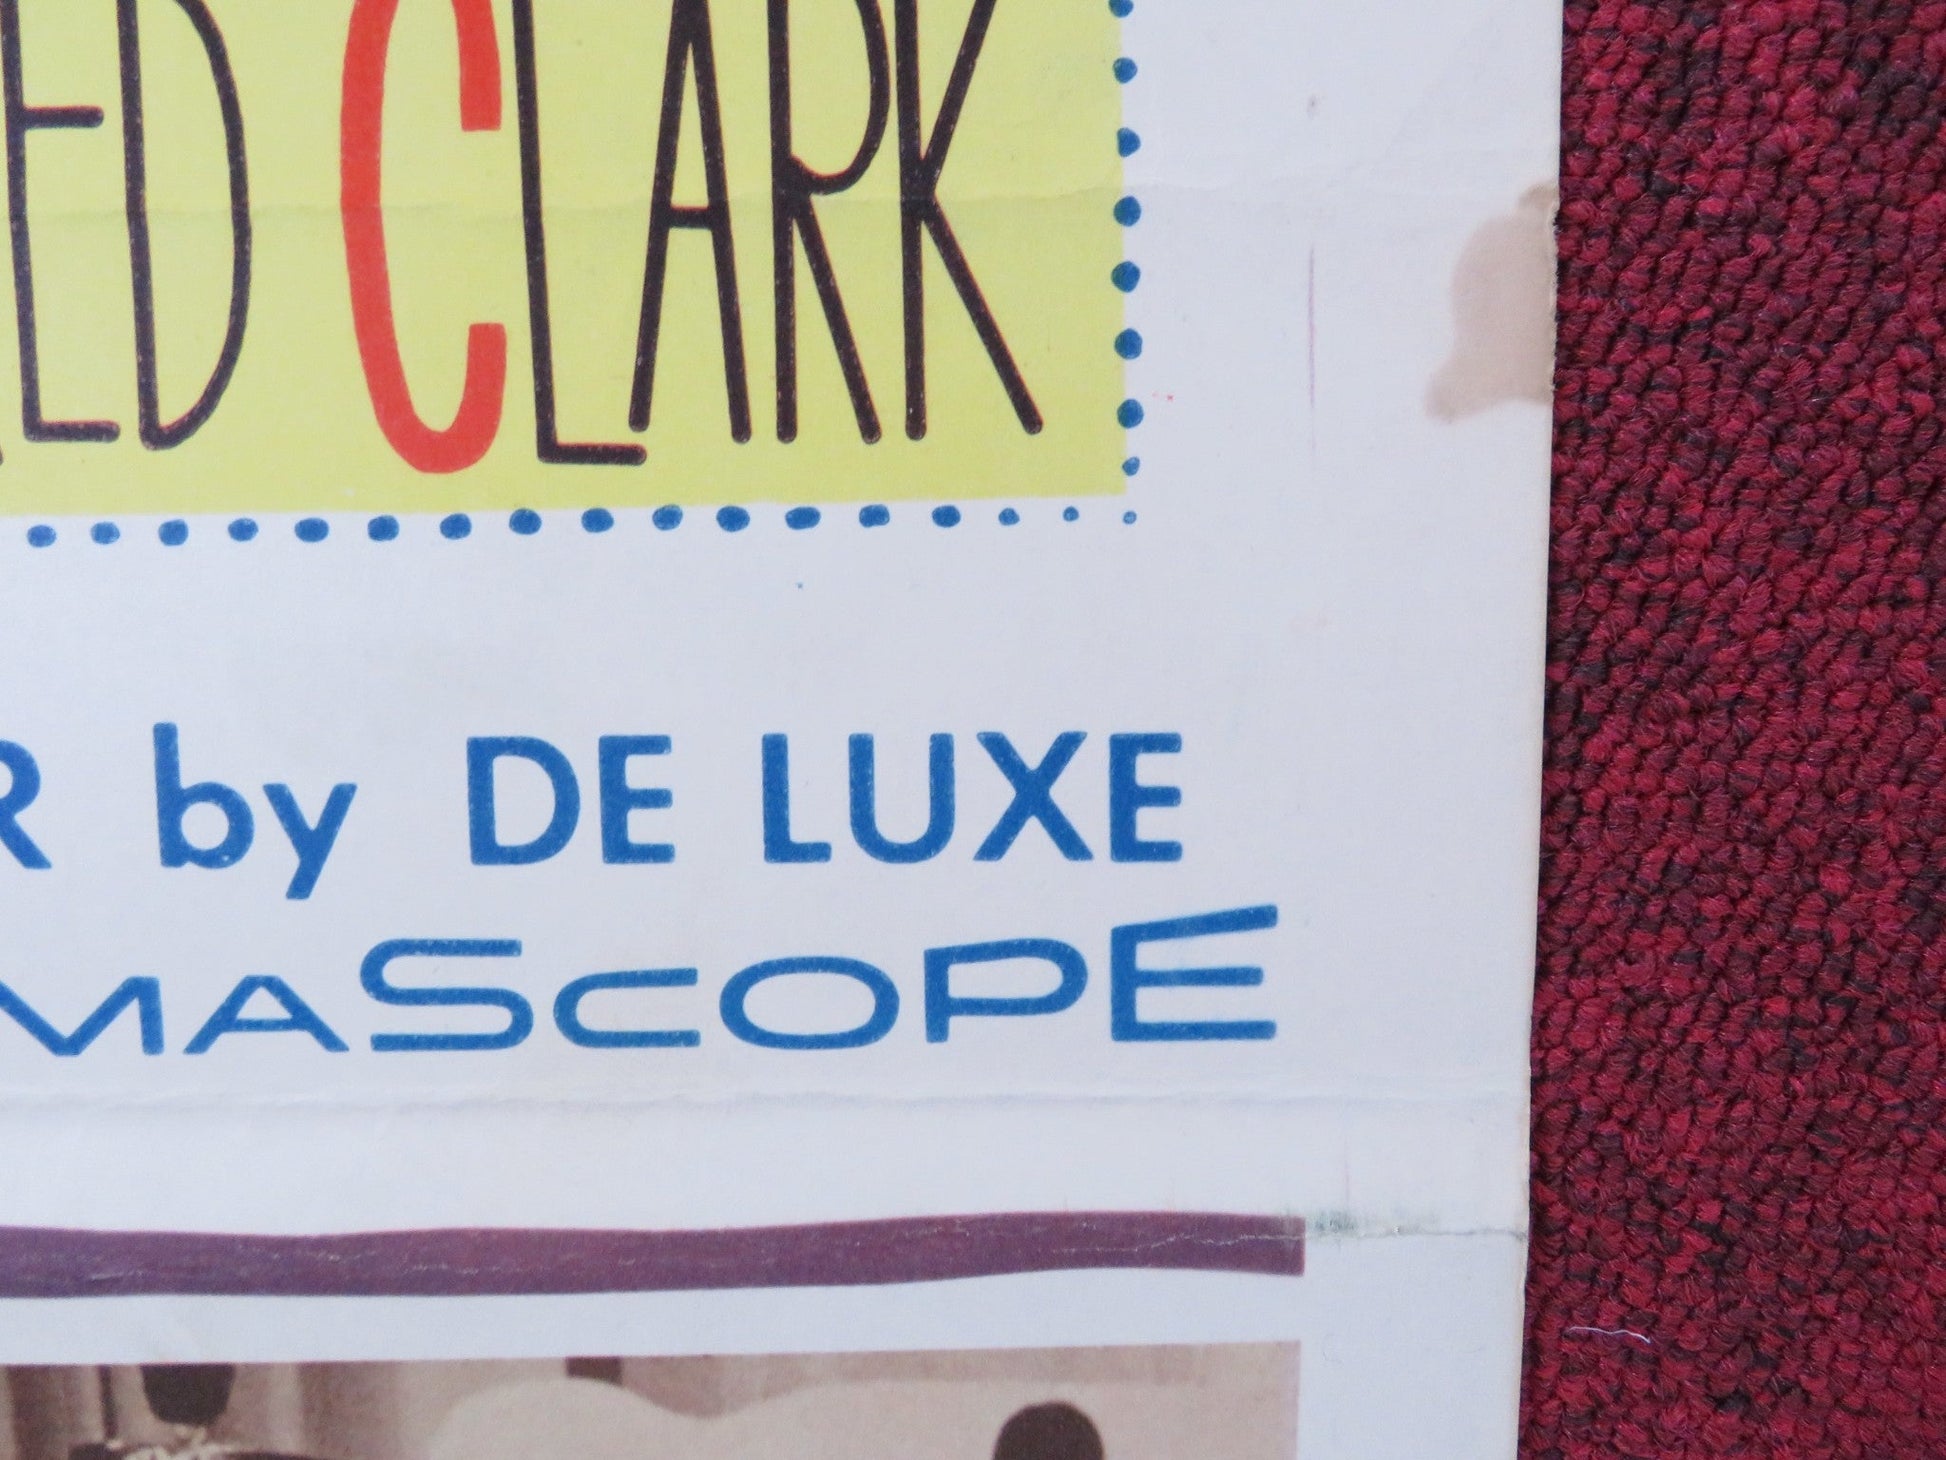 ED CLARK
R by DE LUXE
MASCOPE